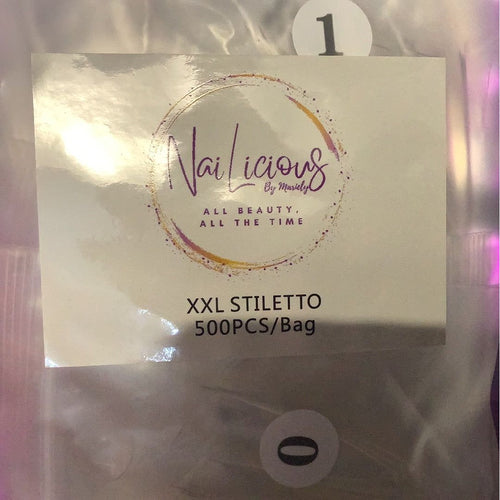 1
NaiLicious
By Mariely
ALL BEAUTY,
ALL THE TIME
XXL STILETTO
500PCS/Bag
0